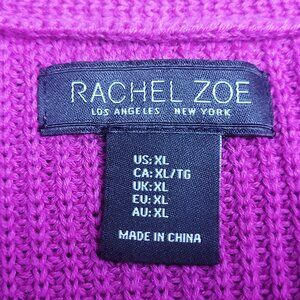 RACHEL ZOE
LOS ANGELES NEW YORK
US: XL
CA: XL/TG
UK: XL
EU: XL
AU: XL
MADE IN CHINA